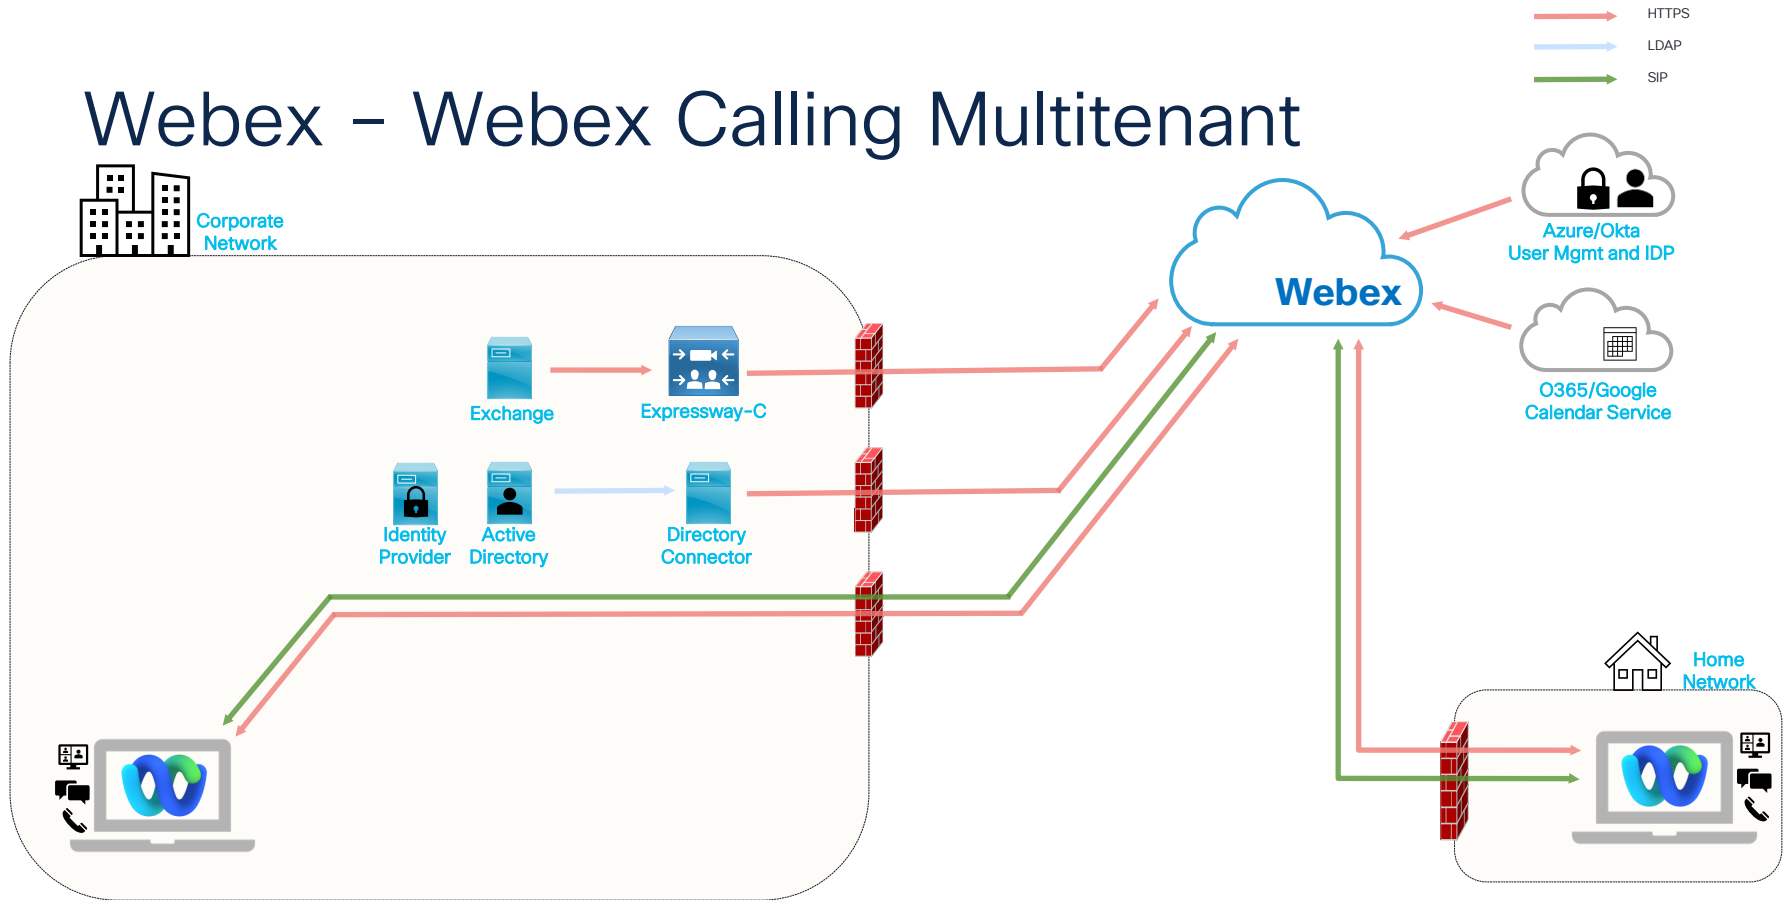 HTTPS
LDAP
SIP
Webex – Webex Calling Multitenant
Corporate
Network
Azure/Okta
User Mgmt and IDP
Webex
O365/Google
Calendar Service
Exchange
Expressway-C
Identity
Provider
Active
Directory
Directory
Connector
Home
Network